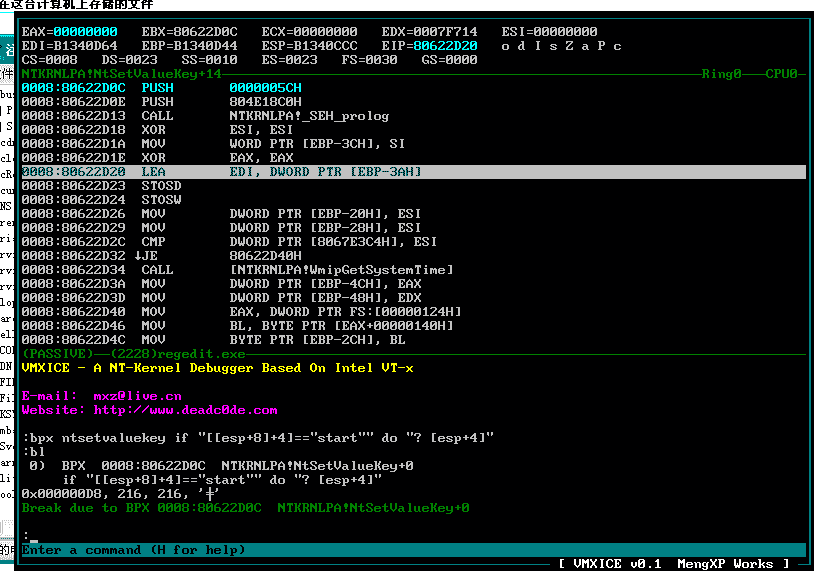 在这台计算机上存储的文件
EAX=00000000 EBX=80622D0C ECX=00000000 EDX=0007F714 ESI=00000000
EDI=B1340D64 EBP=B1340D44 ESP=B1340CCC EIP=80622D20 o d I s Z a P c
CS=0008 DS=0023 SS=0010 ES=0023 FS=0030 GS=0000
NTKRNLPA!NtSetValueKey+14 Ring0 CPU0
0008:80622D0C PUSH 0000005CH
0008:80622D0E PUSH 804E18C0H
0008:80622D13 CALL NTKRNLPA!_SEH_prolog
0008:80622D18 XOR ESI, ESI
0008:80622D1A MOV WORD PTR [EBP-3CH], SI
0008:80622D1E XOR EAX, EAX
0008:80622D20 LEA EDI, DWORD PTR [EBP-3AH]
0008:80622D23 STOSD
0008:80622D24 STOSW
0008:80622D26 MOV DWORD PTR [EBP-20H], ESI
0008:80622D29 MOV DWORD PTR [EBP-28H], ESI
0008:80622D2C CMP DWORD PTR [8067E3C4H], ESI
0008:80622D32 ↓JE 80622D40H
0008:80622D34 CALL [NTKRNLPA!WmipGetSystemTime]
0008:80622D3A MOV DWORD PTR [EBP-4CH], EAX
0008:80622D3D MOV DWORD PTR [EBP-48H], EDX
0008:80622D40 MOV EAX, DWORD PTR FS:[00000124H]
0008:80622D46 MOV BL, BYTE PTR [EAX+00000140H]
0008:80622D4C MOV BYTE PTR [EBP-2CH], BL
(PASSIVE)—(2228)regedit.exe
VMXICE - A NT-Kernel Debugger Based On Intel VT-x
E-mail: mxz@live.cn
Website: http://www.deadc0de.com
:bpx ntsetvaluekey if "[[esp+8]+4]=="start"" do "? [esp+4]"
:bl
0) BPX 0008:80622D0C NTKRNLPA!NtSetValueKey+0
if "[[esp+8]+4]=="start"" do "? [esp+4]"
0x000000D8, 216, 216, '╪'
Break due to BPX 0008:80622D0C NTKRNLPA!NtSetValueKey+0
:_
Enter a command (H for help)
[ VMXICE v0.1 MengXP Works ]